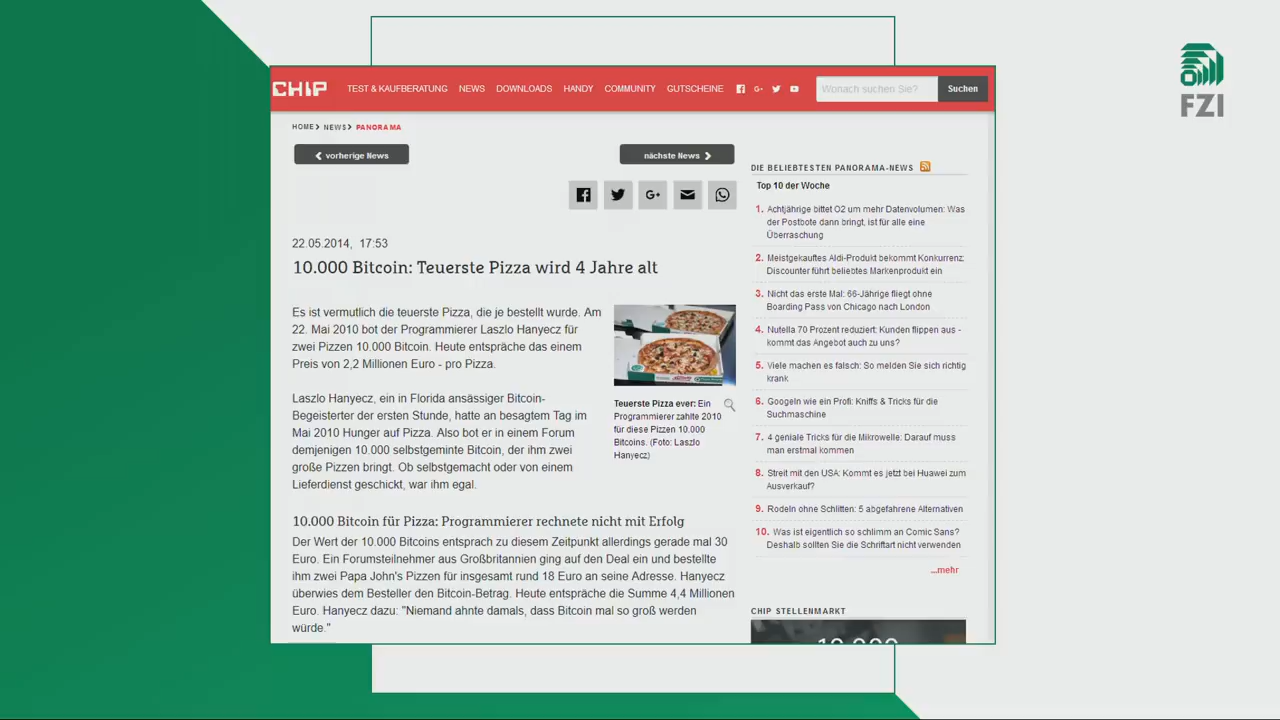 FZI
CHIP
TEST & KAUFBERATUNG NEWS DOWNLOADS HANDY COMMUNITY GUTSCHEINE
Wonach suchen Sie? Suchen
HOME NEWS PANORAMA
vorherige News nächste News
22.05.2014, 17:53
10.000 Bitcoin: Teuerste Pizza wird 4 Jahre alt
Es ist vermutlich die teuerste Pizza, die je bestellt wurde. Am
22. Mai 2010 bot der Programmierer Laszlo Hanyecz für
zwei Pizzen 10.000 Bitcoin. Heute entspräche das einem
Preis von 2,2 Millionen Euro - pro Pizza.
Laszlo Hanyecz, ein in Florida ansässiger Bitcoin-
Begeisterter der ersten Stunde, hatte an besagtem Tag im
Mai 2010 Hunger auf Pizza. Also bot er in einem Forum
demjenigen 10.000 selbstgeminte Bitcoin, der ihm zwei
große Pizzen bringt. Ob selbstgemacht oder von einem
Lieferdienst geschickt, war ihm egal.
Teuerste Pizza ever: Ein
Programmierer zahlte 2010
für diese Pizzen 10.000
Bitcoins. (Foto: Laszlo
Hanyecz)
10.000 Bitcoin für Pizza: Programmierer rechnete nicht mit Erfolg
Der Wert der 10.000 Bitcoins entsprach zu diesem Zeitpunkt allerdings gerade mal 30
Euro. Ein Forumsteilnehmer aus Großbritannien ging auf den Deal ein und bestellte
ihm zwei Papa John's Pizzen für insgesamt rund 18 Euro an seine Adresse. Hanyecz
überwies dem Besteller den Bitcoin-Betrag. Heute entspräche die Summe 4,4 Millionen
Euro. Hanyecz dazu: "Niemand ahnte damals, dass Bitcoin mal so groß werden
würde."
DIE BELIEBTESTEN PANORAMA-NEWS
Top 10 der Woche
1. Achtjährige bittet O2 um mehr Datenvolumen: Was
der Postbote dann bringt, ist für alle eine
Überraschung
2. Meistgekauftes Aldi-Produkt bekommt Konkurrenz:
Discounter führt beliebtes Markenprodukt ein
3. Nicht das erste Mal: 66-Jährige fliegt ohne
Boarding Pass von Chicago nach London
4. Nutella 70 Prozent reduziert: Kunden flippen aus -
kommt das Angebot auch zu uns?
5. Viele machen es falsch: So melden Sie sich richtig
krank
6. Googeln wie ein Profi: Kniffs & Tricks für die
Suchmaschine
7. 4 geniale Tricks für die Mikrowelle: Darauf muss
man erstmal kommen
8. Streit mit den USA: Kommt es jetzt bei Huawei zum
Ausverkauf?
9. Rodeln ohne Schlitten: 5 abgefahrene Alternativen
10. Was ist eigentlich so schlimm an Comic Sans?
Deshalb sollten Sie die Schriftart nicht verwenden
...mehr
CHIP STELLENMARKT
10.000